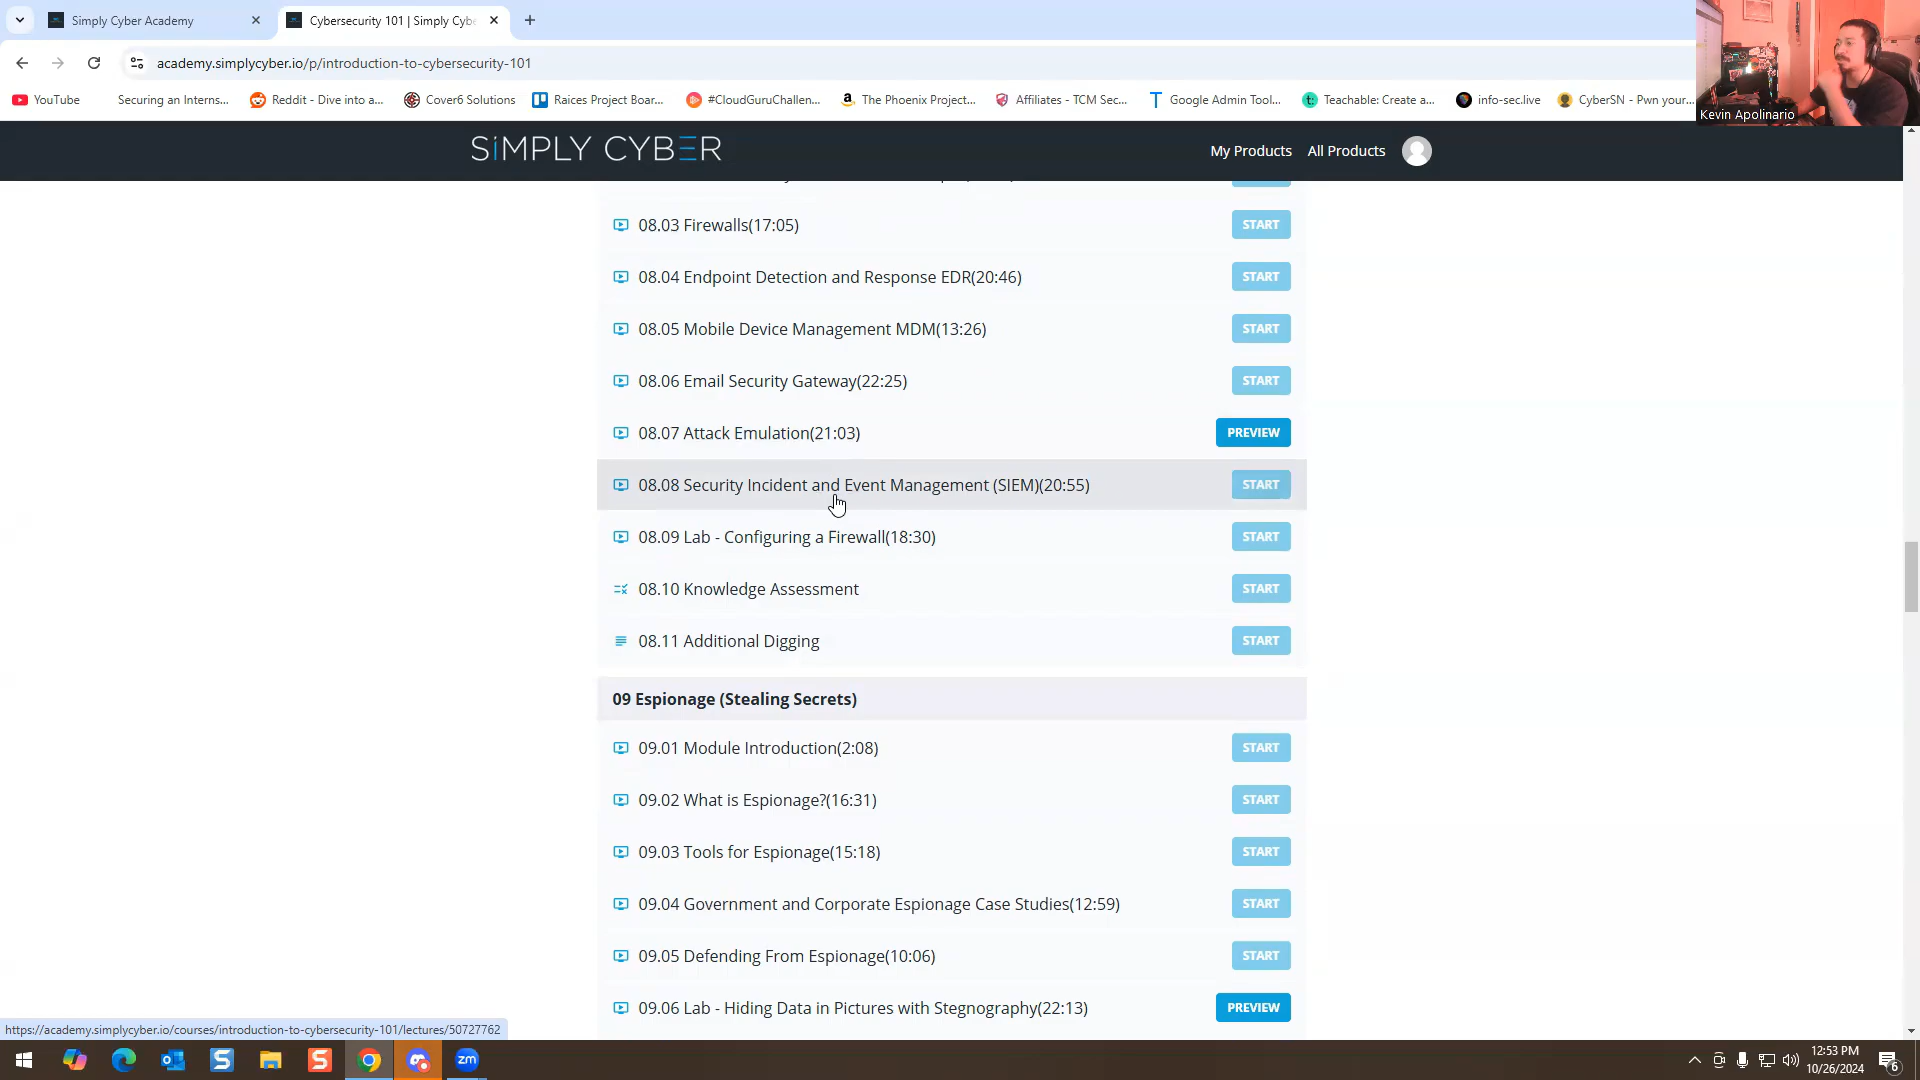 Simply Cyber Academy
Cybersecurity 101 | Simply Cybe
academy.simplycyber.io/p/introduction-to-cybersecurity-101
YouTube
Securing an Interns...
Reddit - Dive into a...
Cover6 Solutions
Raices Project Boar...
#CloudGuruChallen...
The Phoenix Project...
Affiliates - TCM Sec...
Google Admin Tool...
Teachable: Create a...
info-sec.live
CyberSN - Pwn your...
Kevin Apolinario
SIMPLY CYBER
My Products
All Products
08.03 Firewalls(17:05)
START
08.04 Endpoint Detection and Response EDR(20:46)
START
08.05 Mobile Device Management MDM(13:26)
START
08.06 Email Security Gateway(22:25)
START
08.07 Attack Emulation(21:03)
PREVIEW
08.08 Security Incident and Event Management (SIEM)(20:55)
START
08.09 Lab - Configuring a Firewall(18:30)
START
08.10 Knowledge Assessment
START
08.11 Additional Digging
START
09 Espionage (Stealing Secrets)
09.01 Module Introduction(2:08)
START
09.02 What is Espionage?(16:31)
START
09.03 Tools for Espionage(15:18)
START
09.04 Government and Corporate Espionage Case Studies(12:59)
START
09.05 Defending From Espionage(10:06)
START
09.06 Lab - Hiding Data in Pictures with Stegnography(22:13)
PREVIEW
https://academy.simplycyber.io/courses/introduction-to-cybersecurity-101/lectures/50727762
zm
12:53 PM
10/26/2024
6